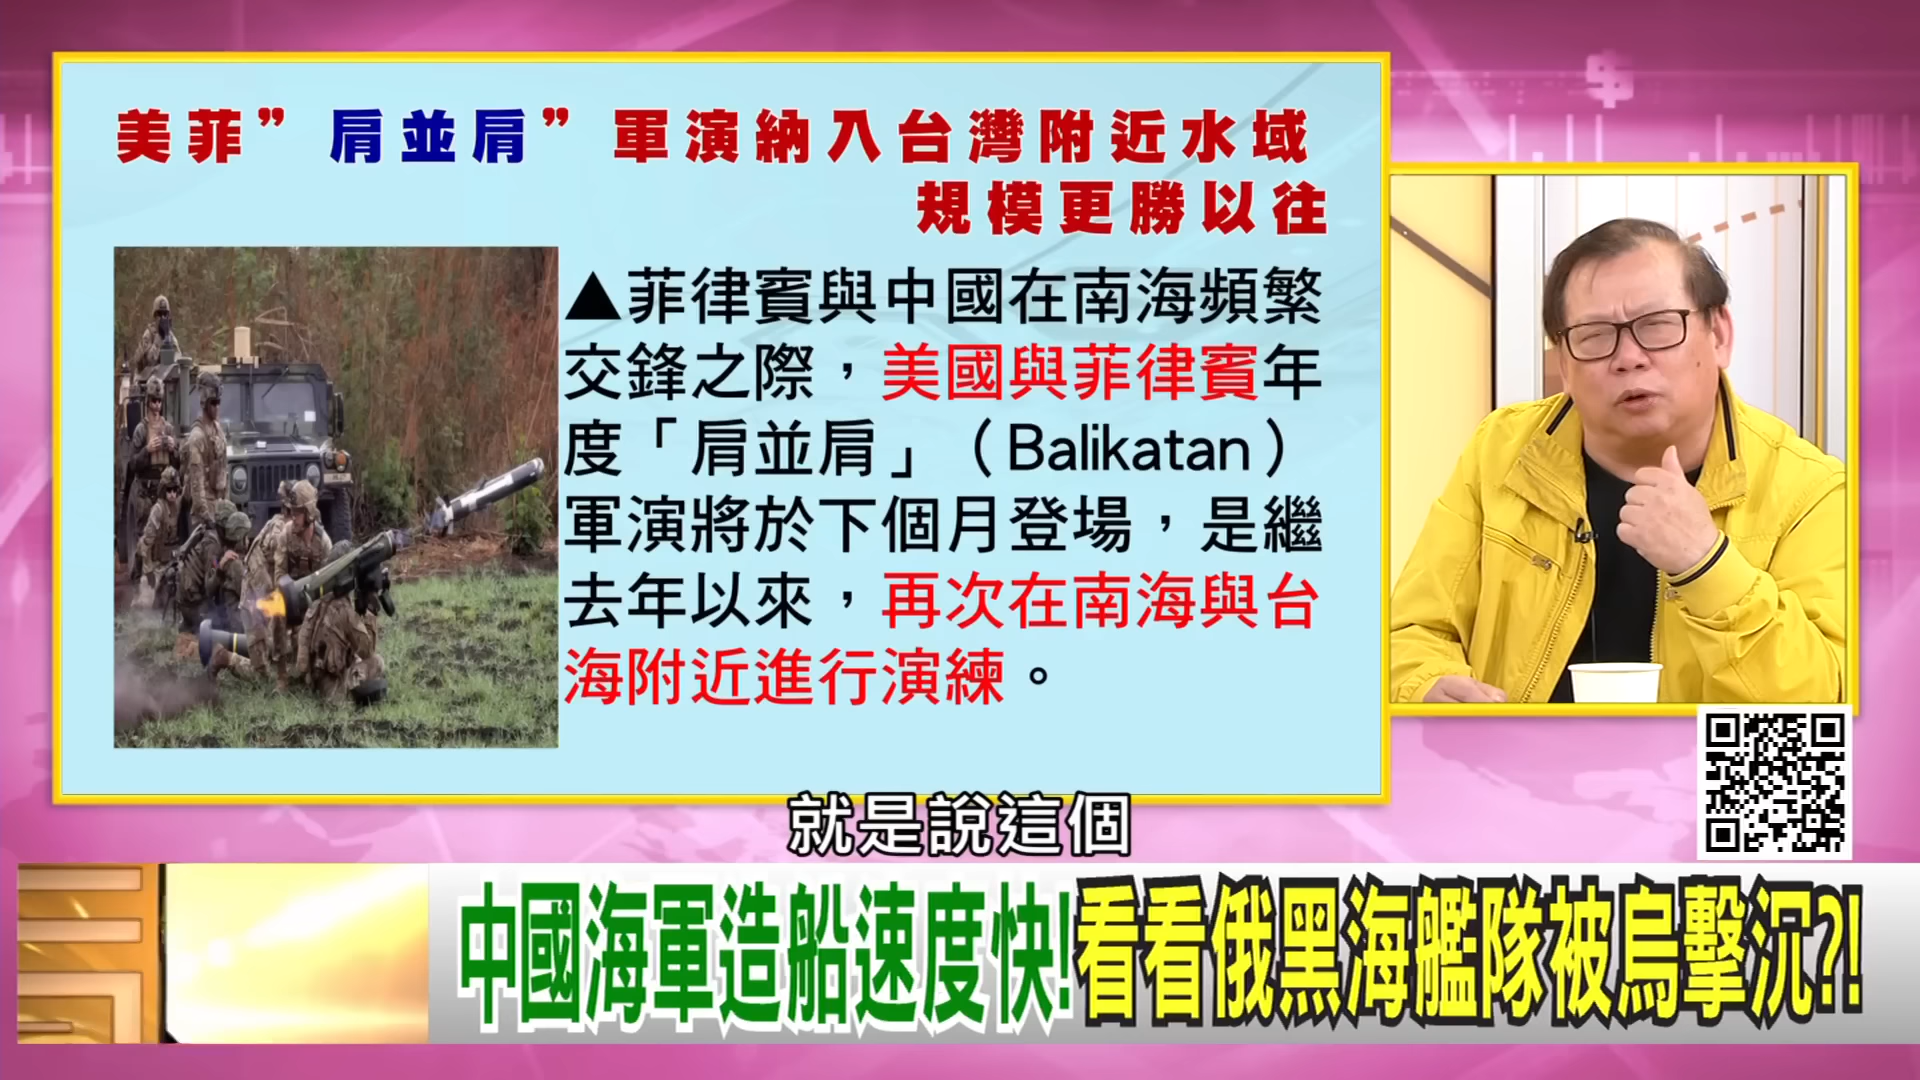 美菲”肩並肩”軍演納入台灣附近水域
規模更勝以往
▲菲律賓與中國在南海頻繁
交鋒之際，美國與菲律賓年
度「肩並肩」（Balikatan）
軍演將於下個月登場，是繼
去年以來，再次在南海與台
海附近進行演練。
就是說這個
中國海軍造船速度快!看看俄黑海艦隊被烏擊沉?!